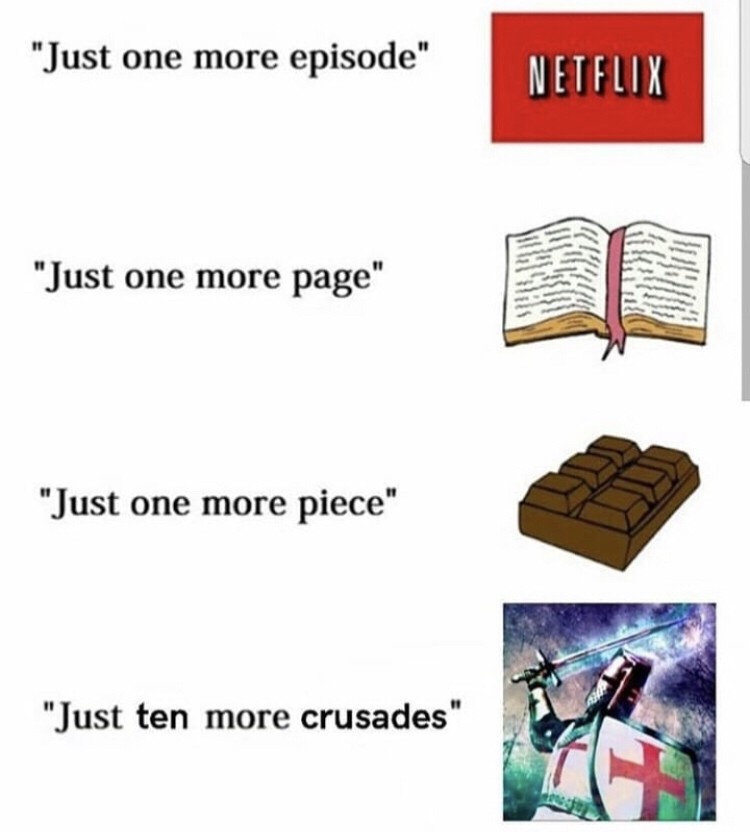 "Just one more episode"
NETFLIX
"Just one more page"
"Just one more piece"
"Just ten more crusades"